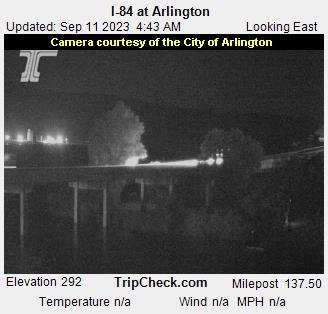 I-84 at Arlington
Updated: Sep 11 2023 4:43 AM Looking East
Camera courtesy of the City of Arlington
Elevation 292 TripCheck.com Milepost 137.50
Temperature n/a Wind n/a MPH n/a